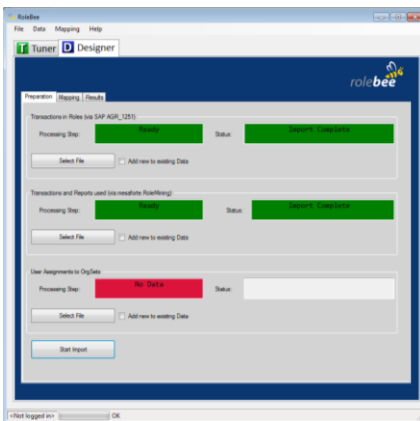 RoleBee
File Data Mapping Help
T Tuner D Designer
rolebee
Preparation Mapping Results
Transactions in Roles (via SAP AGR_1251)
Processing Step: Ready Status: Import Complete
Select File Add new to existing Data
Transactions and Reports used (via mesaforte RoleMining)
Processing Step: Ready Status: Import Complete
Select File Add new to existing Data
User Assignments to OrgSets
Processing Step: No Data Status:
Select File Add new to existing Data
Start Import
<Not logged in> OK